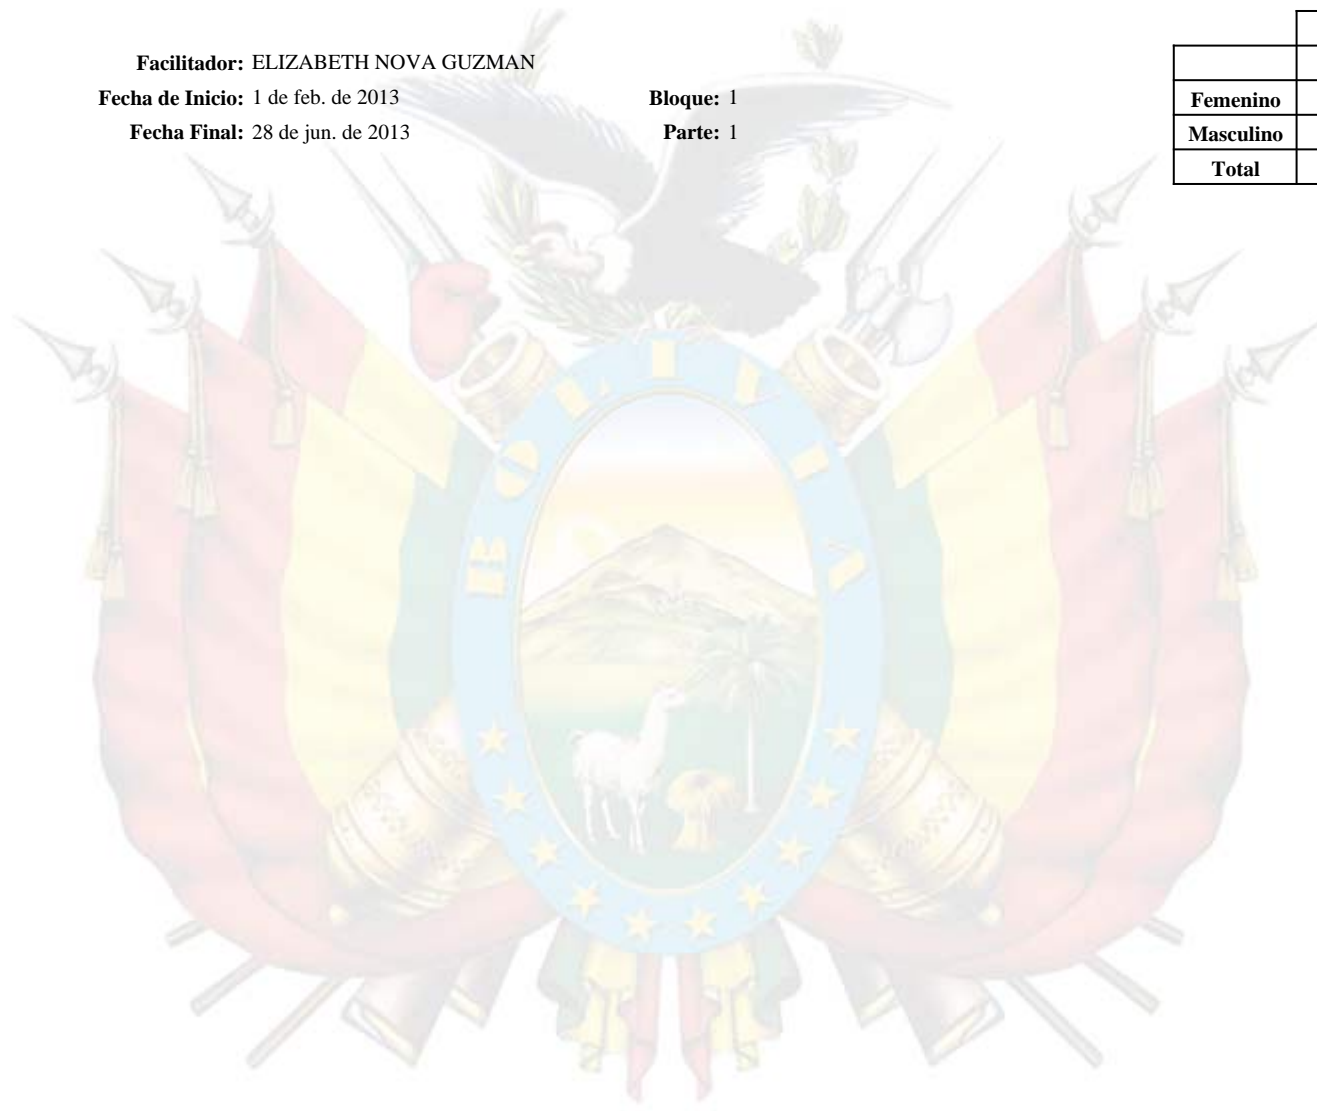 Facilitador: ELIZABETH NOVA GUZMAN
Fecha de Inicio: 1 de feb. de 2013
Bloque: 1
Fecha Final: 28 de jun. de 2013
Parte: 1
Femenino
Masculino
Total
BOLIVIA